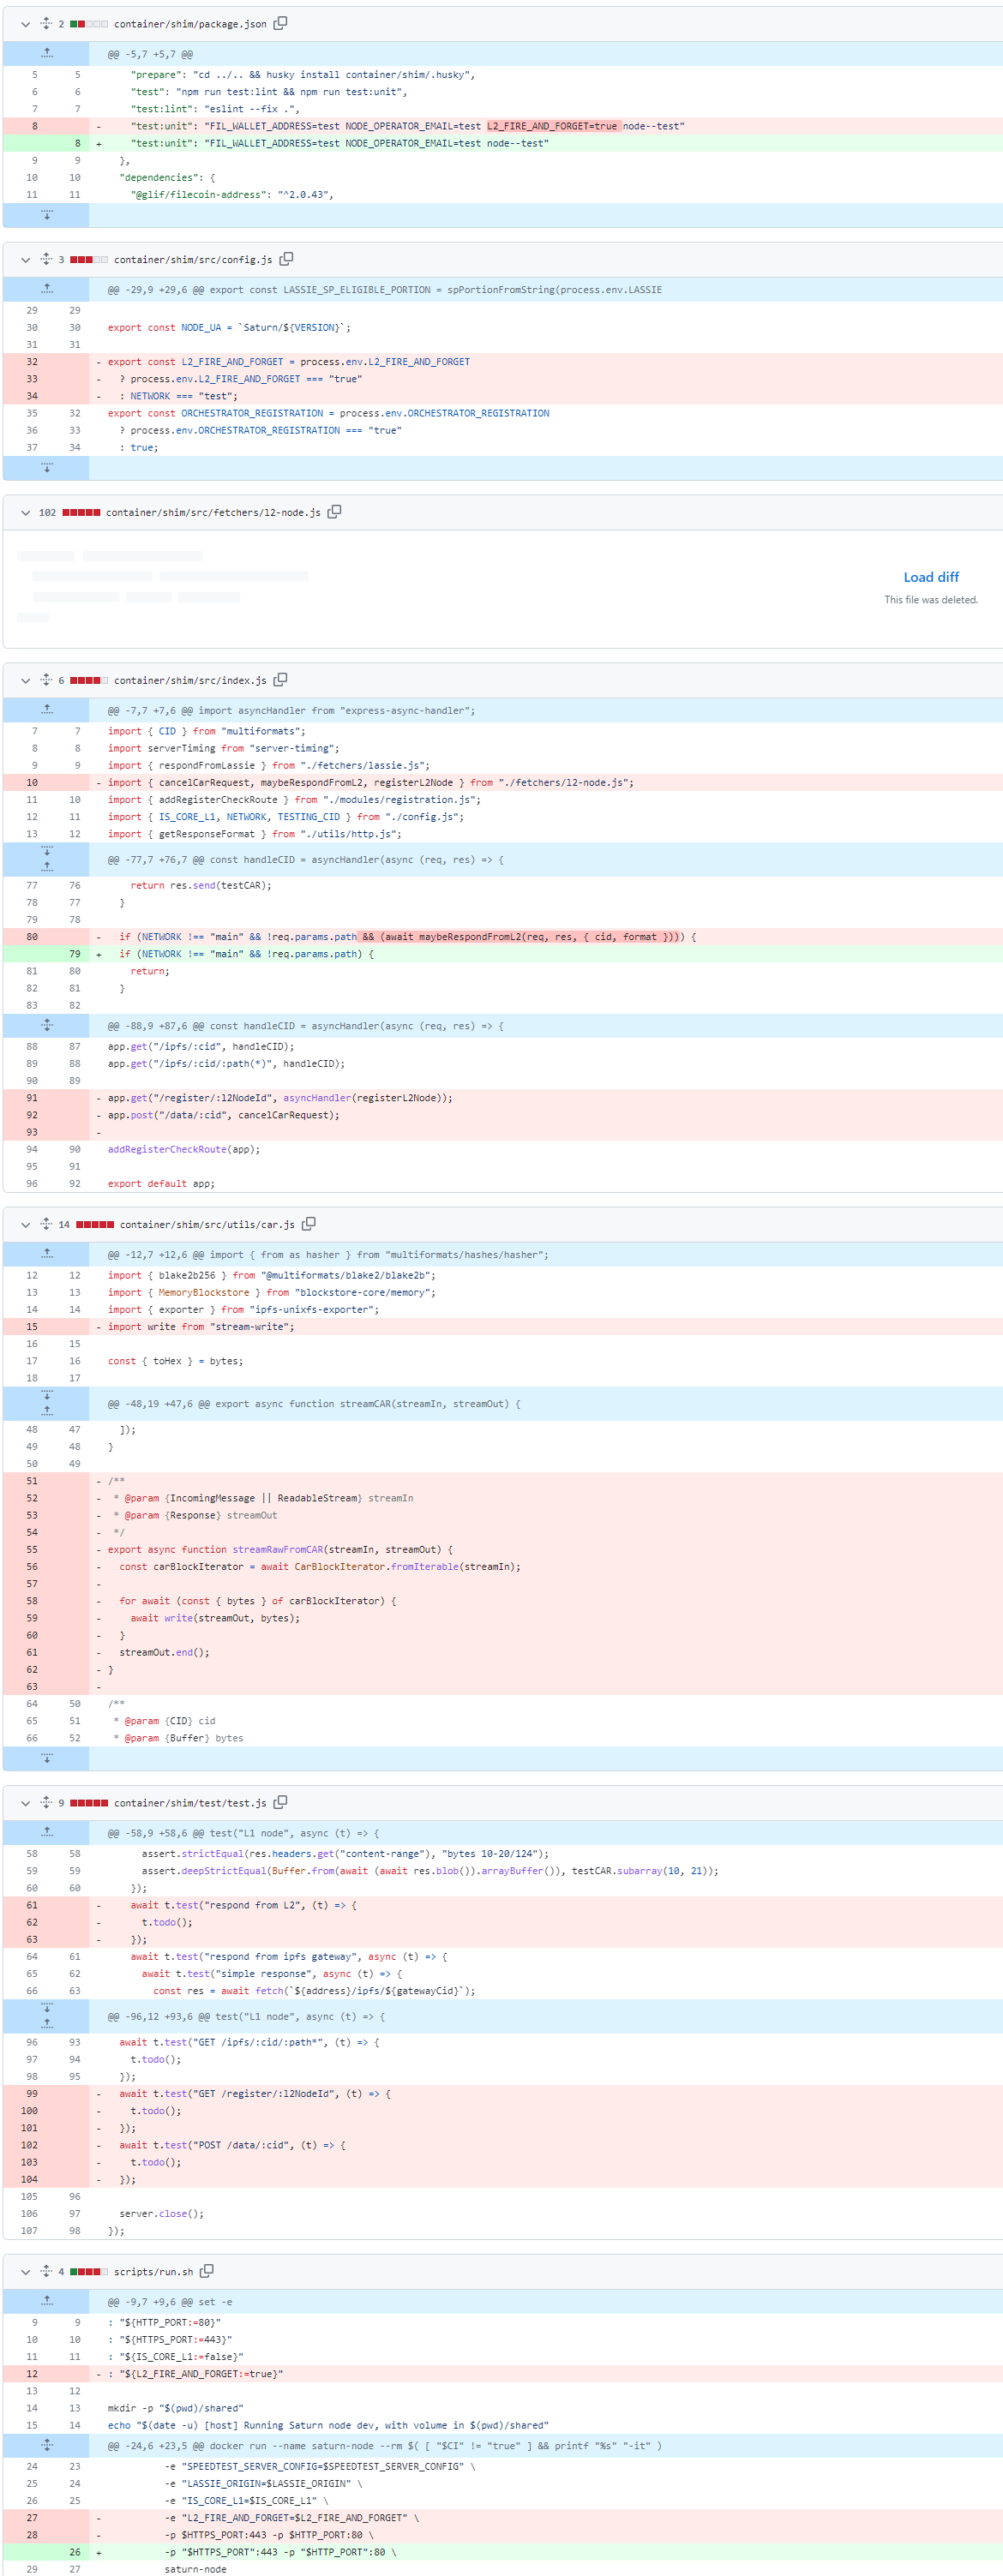 2 container/shim/package.json
@@ -5,7 +5,7 @@
5 5 "prepare": "cd ../.. && husky install container/shim/.husky",
6 6 "test": "npm run test:lint && npm run test:unit",
7 7 "test:lint": "eslint --fix .",
8 - "test:unit": "FIL_WALLET_ADDRESS=test NODE_OPERATOR_EMAIL=test L2_FIRE_AND_FORGET=true node--test"
8 + "test:unit": "FIL_WALLET_ADDRESS=test NODE_OPERATOR_EMAIL=test node--test"
9 9 },
10 10 "dependencies": {
11 11 "@glif/filecoin-address": "^2.0.43",
3 container/shim/src/config.js
@@ -29,9 +29,6 @@ export const LASSIE_SP_ELIGIBLE_PORTION = spPortionFromString(process.env.LASSIE
29 29
30 30 export const NODE_UA = `Saturn/${VERSION}`;
31 31
32 - export const L2_FIRE_AND_FORGET = process.env.L2_FIRE_AND_FORGET
33 - ? process.env.L2_FIRE_AND_FORGET === "true"
34 - : NETWORK === "test";
35 32 export const ORCHESTRATOR_REGISTRATION = process.env.ORCHESTRATOR_REGISTRATION
36 33 ? process.env.ORCHESTRATOR_REGISTRATION === "true"
37 34 : true;
102 container/shim/src/fetchers/l2-node.js
Load diff
This file was deleted.
6 container/shim/src/index.js
@@ -7,7 +7,6 @@ import asyncHandler from "express-async-handler";
7 7 import { CID } from "multiformats";
8 8 import serverTiming from "server-timing";
9 9 import { respondFromLassie } from "./fetchers/lassie.js";
10 - import { cancelCarRequest, maybeRespondFromL2, registerL2Node } from "./fetchers/l2-node.js";
11 10 import { addRegisterCheckRoute } from "./modules/registration.js";
12 11 import { IS_CORE_L1, NETWORK, TESTING_CID } from "./config.js";
13 12 import { getResponseFormat } from "./utils/http.js";
@@ -77,7 +76,7 @@ const handleCID = asyncHandler(async (req, res) => {
77 76 return res.send(testCAR);
78 77 }
79 78
80 - if (NETWORK !== "main" && !req.params.path && (await maybeRespondFromL2(req, res, { cid, format }))) {
79 + if (NETWORK !== "main" && !req.params.path) {
81 80 return;
82 81 }
83 82
@@ -88,9 +87,6 @@ const handleCID = asyncHandler(async (req, res) => {
88 87 app.get("/ipfs/:cid", handleCID);
89 88 app.get("/ipfs/:cid/:path(*)", handleCID);
90 89
91 - app.get("/register/:l2NodeId", asyncHandler(registerL2Node));
92 - app.post("/data/:cid", cancelCarRequest);
93 -
94 90 addRegisterCheckRoute(app);
95 91
96 92 export default app;
14 container/shim/src/utils/car.js
@@ -12,7 +12,6 @@ import { from as hasher } from "multiformats/hashes/hasher";
12 12 import { blake2b256 } from "@multiformats/blake2/blake2b";
13 13 import { MemoryBlockstore } from "blockstore-core/memory";
14 14 import { exporter } from "ipfs-unixfs-exporter";
15 - import write from "stream-write";
16 15
17 16 const { toHex } = bytes;
18 17
@@ -48,19 +47,6 @@ export async function streamCAR(streamIn, streamOut) {
48 47 ]);
49 48 }
50 49
51 - /**
52 - * @param {IncomingMessage || ReadableStream} streamIn
53 - * @param {Response} streamOut
54 - */
55 - export async function streamRawFromCAR(streamIn, streamOut) {
56 - const carBlockIterator = await CarBlockIterator.fromIterable(streamIn);
57 -
58 - for await (const { bytes } of carBlockIterator) {
59 - await write(streamOut, bytes);
60 - }
61 - streamOut.end();
62 - }
63 -
64 50 /**
65 51 * @param {CID} cid
66 52 * @param {Buffer} bytes
9 container/shim/test/test.js
@@ -58,9 +58,6 @@ test("L1 node", async (t) => {
58 58 assert.strictEqual(res.headers.get("content-range"), "bytes 10-20/124");
59 59 assert.deepStrictEqual(Buffer.from(await (await res.blob()).arrayBuffer()), testCAR.subarray(10, 21));
60 60 });
61 - await t.test("respond from L2", (t) => {
62 - t.todo();
63 - });
64 61 await t.test("respond from ipfs gateway", async (t) => {
65 62 await t.test("simple response", async (t) => {
66 63 const res = await fetch(`${address}/ipfs/${gatewayCid}`);
@@ -96,12 +93,6 @@ test("L1 node", async (t) => {
96 93 await t.test("GET /ipfs/:cid/:path*", (t) => {
97 94 t.todo();
98 95 });
99 - await t.test("GET /register/:l2NodeId", (t) => {
100 - t.todo();
101 - });
102 - await t.test("POST /data/:cid", (t) => {
103 - t.todo();
104 - });
105 96
106 97 server.close();
107 98 });
4 scripts/run.sh
@@ -9,7 +9,6 @@ set -e
9 9 : "${HTTP_PORT:=80}"
10 10 : "${HTTPS_PORT:=443}"
11 11 : "${IS_CORE_L1:=false}"
12 - : "${L2_FIRE_AND_FORGET:=true}"
13 12
14 13 mkdir -p "$(pwd)/shared"
15 14 echo "$(date -u) [host] Running Saturn node dev, with volume in $(pwd)/shared"
@@ -24,6 +23,5 @@ docker run --name saturn-node --rm $( [ "$CI" != "true" ] && printf "%s" "-it" )
24 23 -e "SPEEDTEST_SERVER_CONFIG=$SPEEDTEST_SERVER_CONFIG" \
25 24 -e "LASSIE_ORIGIN=$LASSIE_ORIGIN" \
26 25 -e "IS_CORE_L1=$IS_CORE_L1" \
27 - -e "L2_FIRE_AND_FORGET=$L2_FIRE_AND_FORGET" \
28 - -p $HTTPS_PORT:443 -p $HTTP_PORT:80 \
26 + -p "$HTTPS_PORT":443 -p "$HTTP_PORT":80 \
29 27 saturn-node